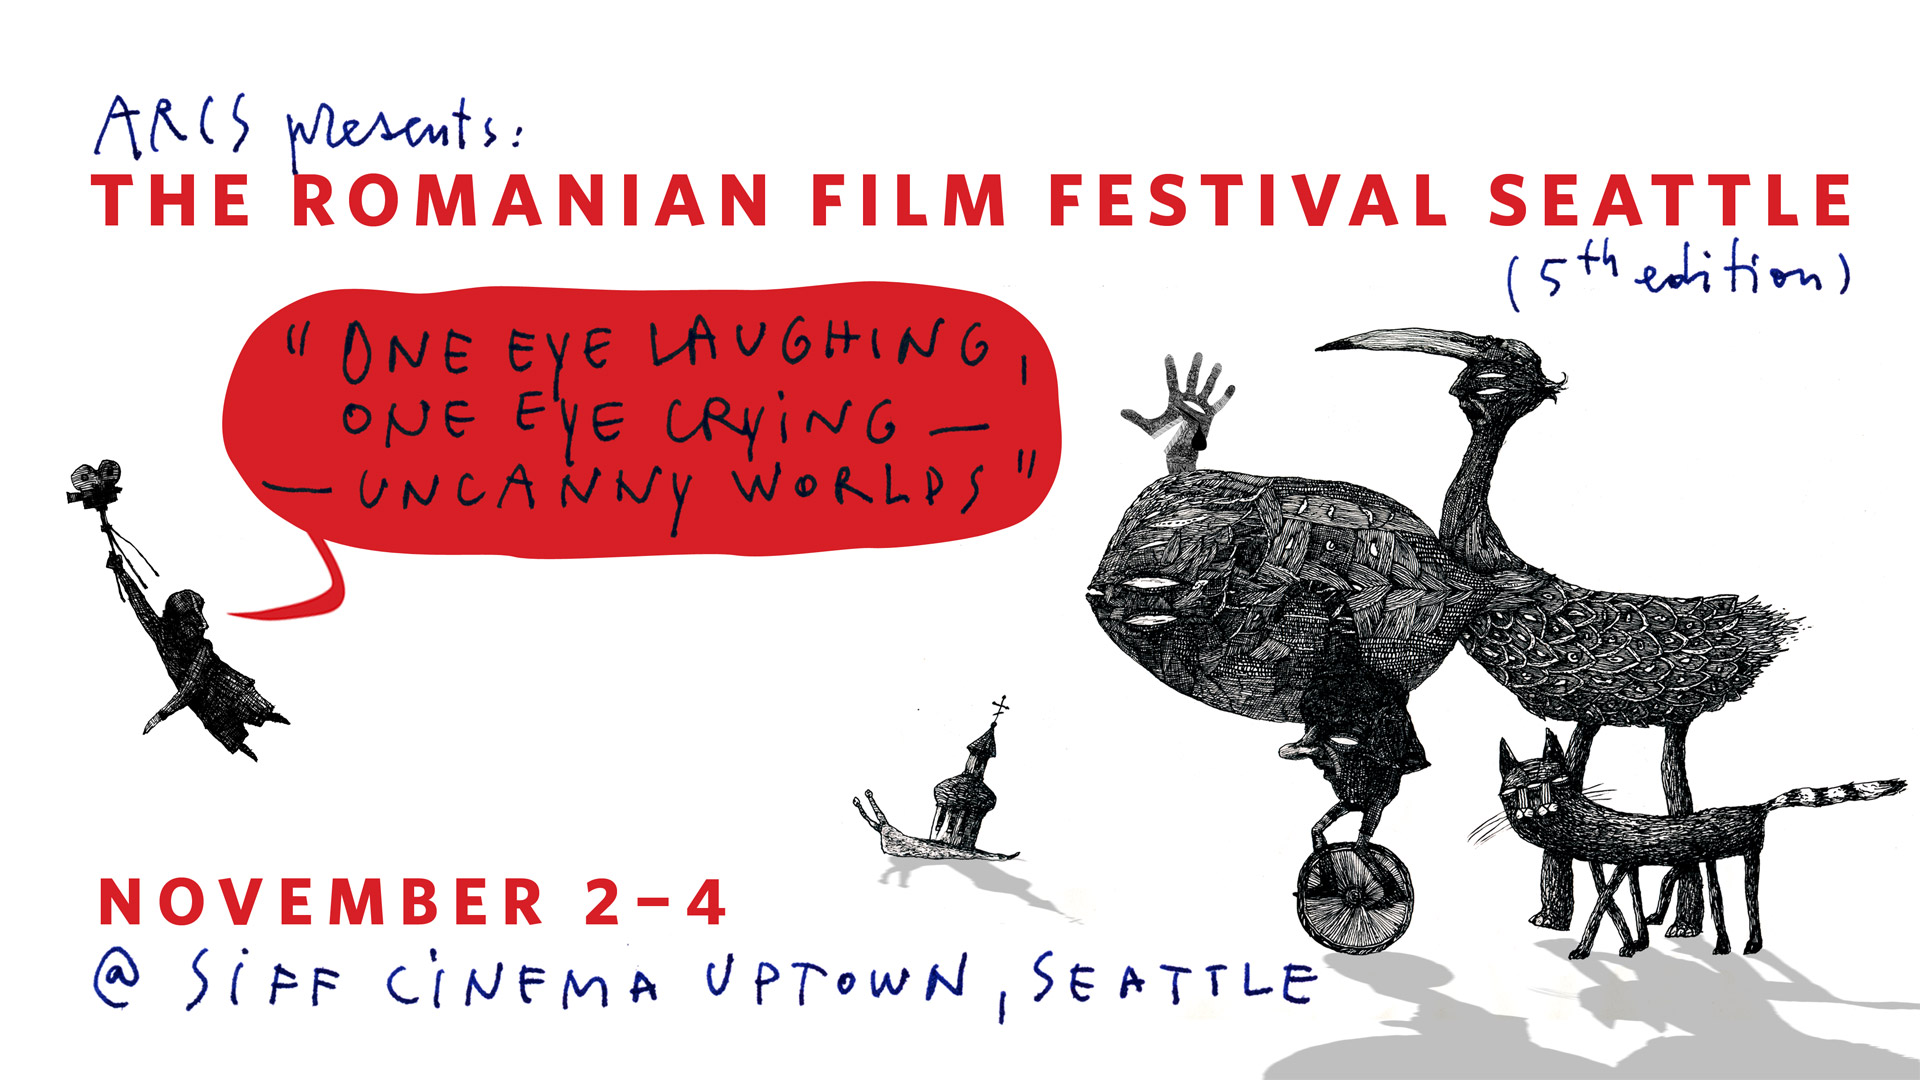 ARCS presents:
THE ROMANIAN FILM FESTIVAL SEATTLE
(5th edition)
"ONE EYE LAUGHING,
ONE EYE CRYING —
— UNCANNY WORLDS"
NOVEMBER 2–4
@ SIFF CINEMA UPTOWN, SEATTLE